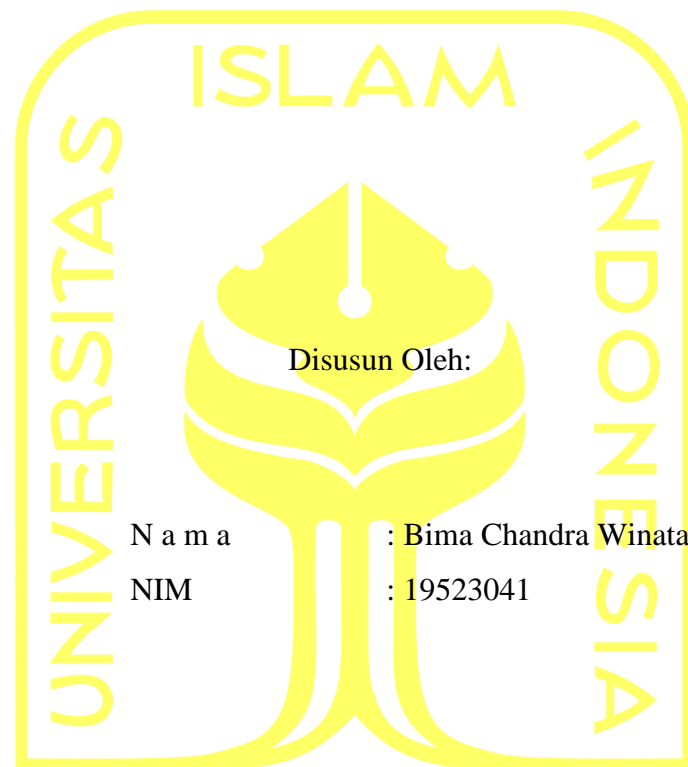 ISLAM
UNIVERSITAS
INDONESIA
Disusun Oleh:
N a m a : Bima Chandra Winata
NIM : 19523041